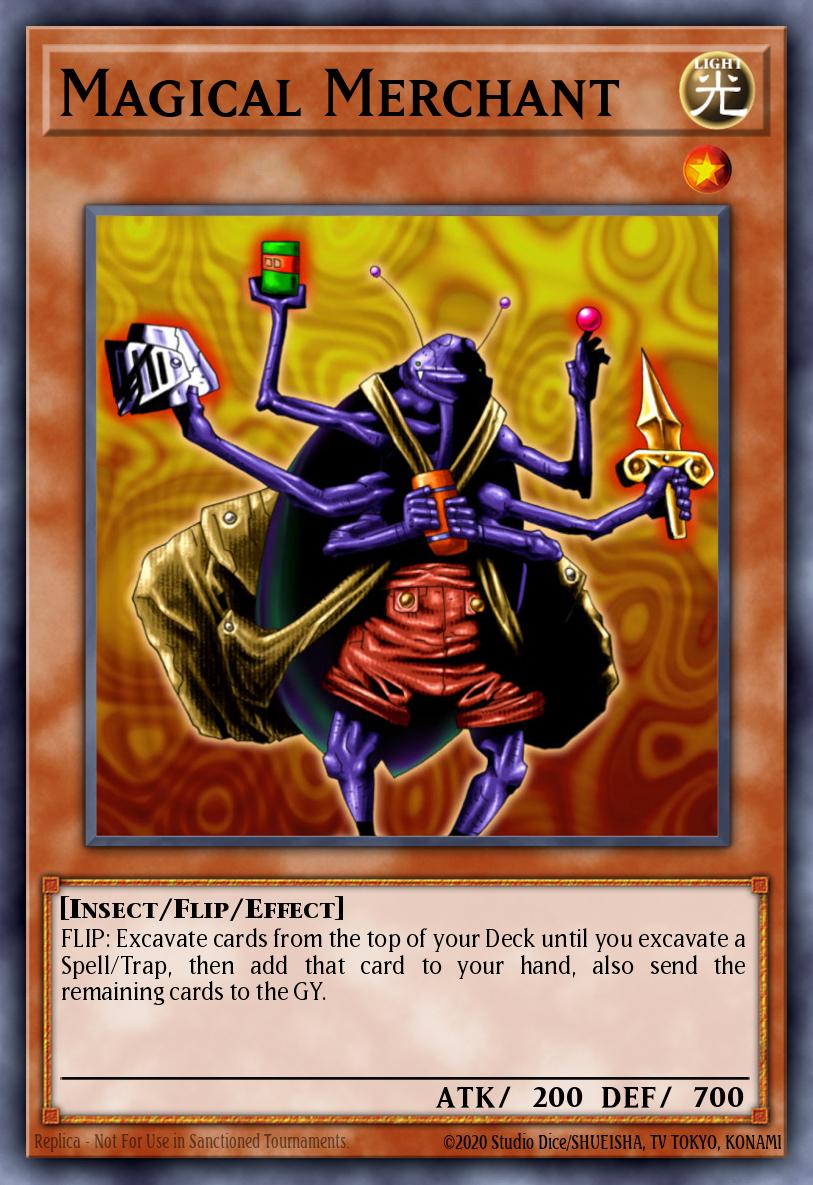 Magical Merchant
LIGHT
光
[Insect/Flip/Effect]
FLIP: Excavate cards from the top of your Deck until you excavate a
Spell/Trap, then add that card to your hand, also send the
remaining cards to the GY.
ATK/ 200 DEF/ 700
Replica - Not For Use in Sanctioned Tournaments.
©2020 Studio Dice/SHUEISHA, TV TOKYO, KONAMI